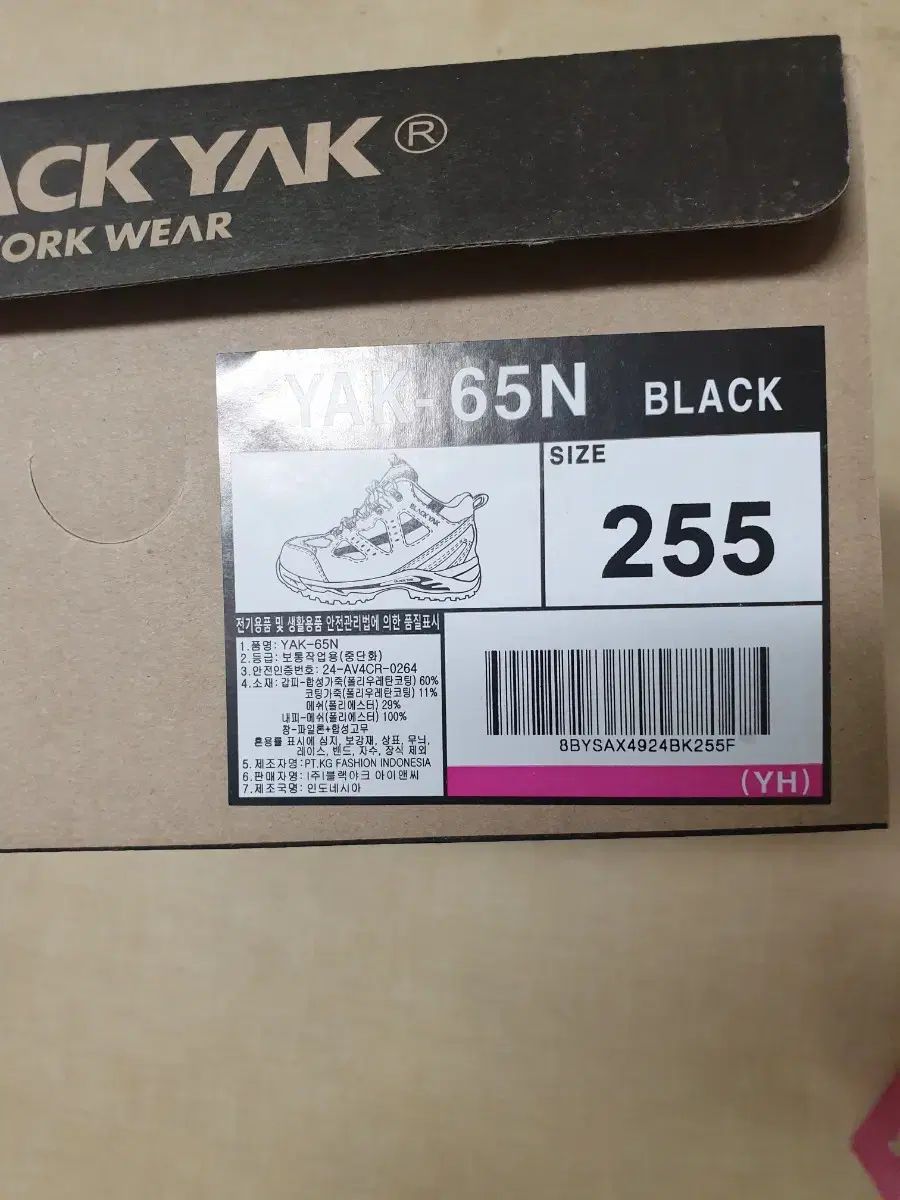 ACK YAK ®
ORK WEAR
YAK-65N BLACK
SIZE
255
BLACKYAK
전기용품 및 생활용품 안전관리법에 의한 품질표시
1.품명: YAK-65N
2.등급: 보통작업용(중단화)
3.안전인증번호: 24-AV4CR-0264
4.소재: 갑피-합성가죽(폴리우레탄코팅) 60%
코팅가죽(폴리우레탄코팅) 11%
메쉬(폴리에스터) 29%
내피-메쉬(폴리에스터) 100%
창-파일론+합성고무
혼용률 표시에 심지, 보강재, 상표, 무늬,
레이스, 밴드, 자수, 장식 제외
5.제조자명: PT.KG FASHION INDONESIA
6.판매자명: (주)블랙야크 아이앤씨
7.제조국명: 인도네시아
8BYSAX4924BK255F
(YH)